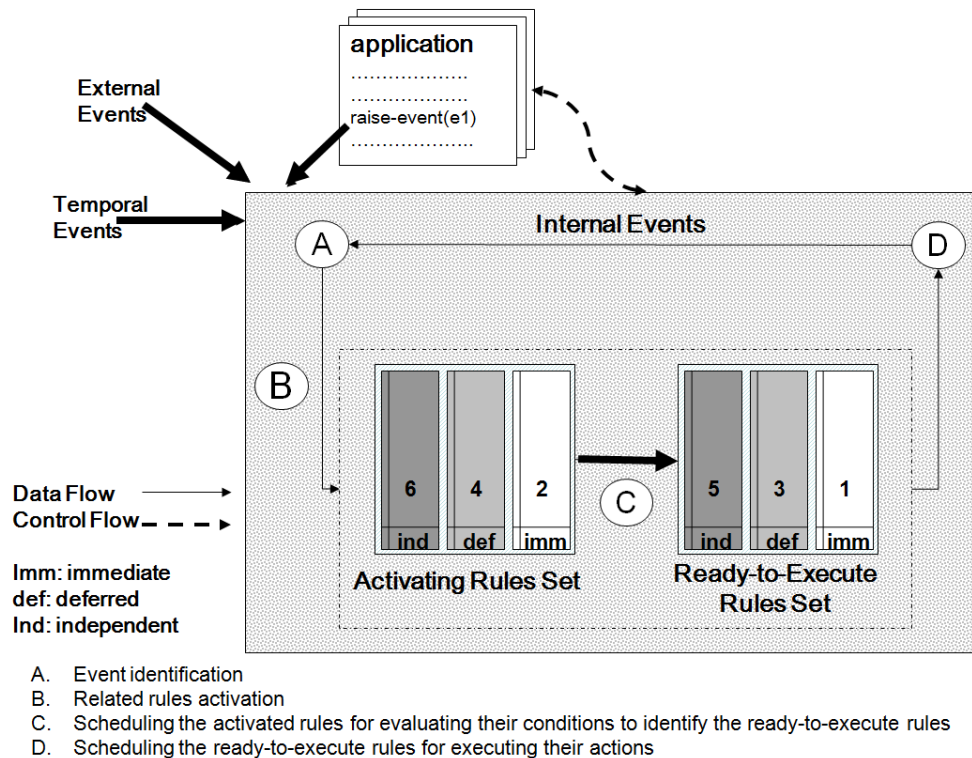 application
....................
....................
raise-event(e1)
.....................
External
Events
Temporal
Events
Internal Events
A
D
B
C
6
4
2
ind
def
imm
5
3
1
ind
def
imm
Activating Rules Set
Ready-to-Execute
Rules Set
Data Flow
Control Flow
Imm: immediate
def: deferred
Ind: independent
A. Event identification
B. Related rules activation
C. Scheduling the activated rules for evaluating their conditions to identify the ready-to-execute rules
D. Scheduling the ready-to-execute rules for executing their actions